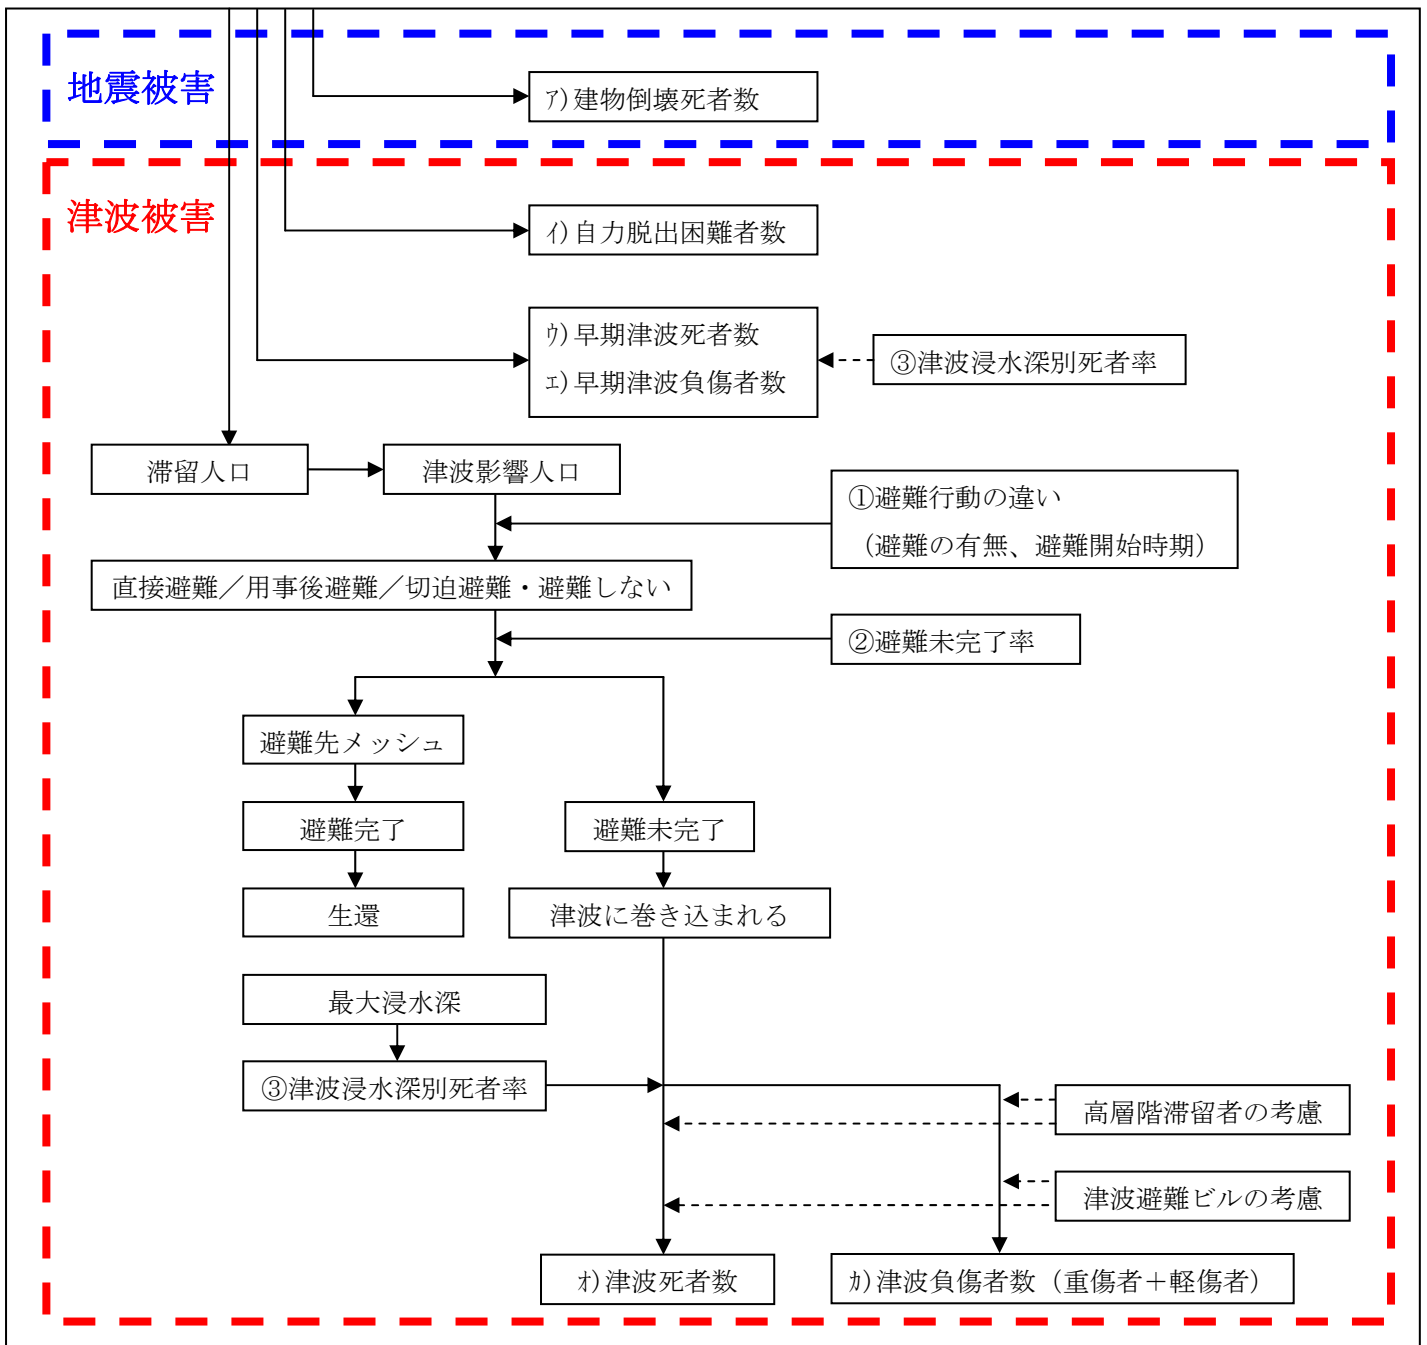 地震被害
ｱ)建物倒壊死者数
津波被害
ｲ)自力脱出困難者数
ｳ)早期津波死者数
ｴ)早期津波負傷者数
③津波浸水深別死者率
滞留人口
津波影響人口
①避難行動の違い
（避難の有無、避難開始時期）
直接避難／用事後避難／切迫避難・避難しない
②避難未完了率
避難先メッシュ
避難完了
避難未完了
生還
津波に巻き込まれる
最大浸水深
③津波浸水深別死者率
高層階滞留者の考慮
津波避難ビルの考慮
ｵ)津波死者数
ｶ)津波負傷者数（重傷者＋軽傷者）